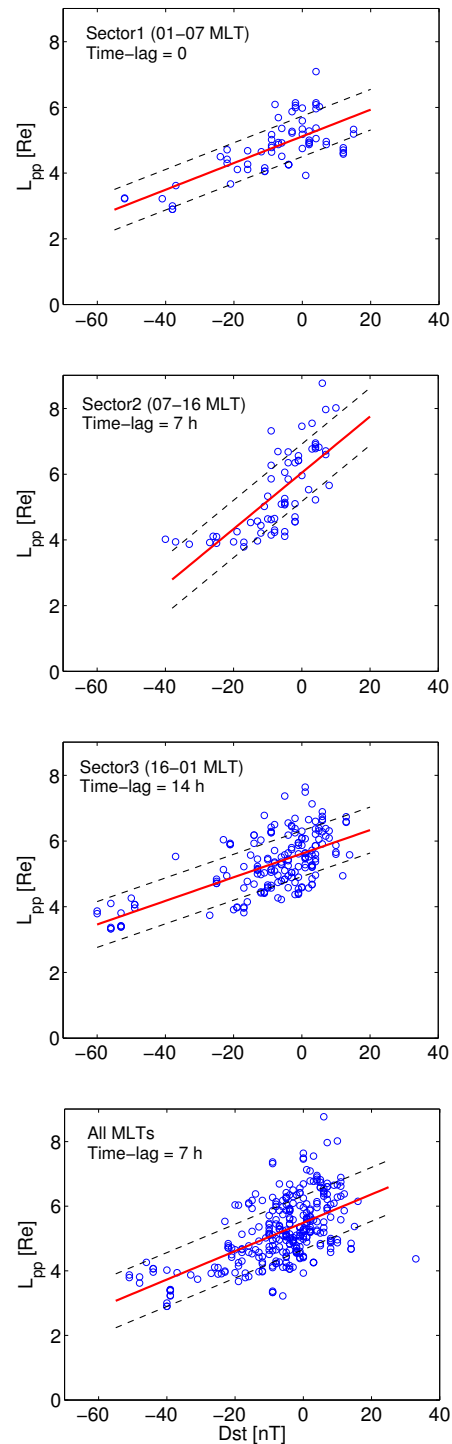 Sector1 (01−07 MLT)
Time−lag = 0
L_pp [Re]
8
6
4
2
0
−60 −40 −20 0 20 40
Sector2 (07−16 MLT)
Time−lag = 7 h
L_pp [Re]
8
6
4
2
0
−60 −40 −20 0 20 40
Sector3 (16−01 MLT)
Time−lag = 14 h
L_pp [Re]
8
6
4
2
0
−60 −40 −20 0 20 40
All MLTs
Time−lag = 7 h
L_pp [Re]
8
6
4
2
0
−60 −40 −20 0 20 40
Dst [nT]